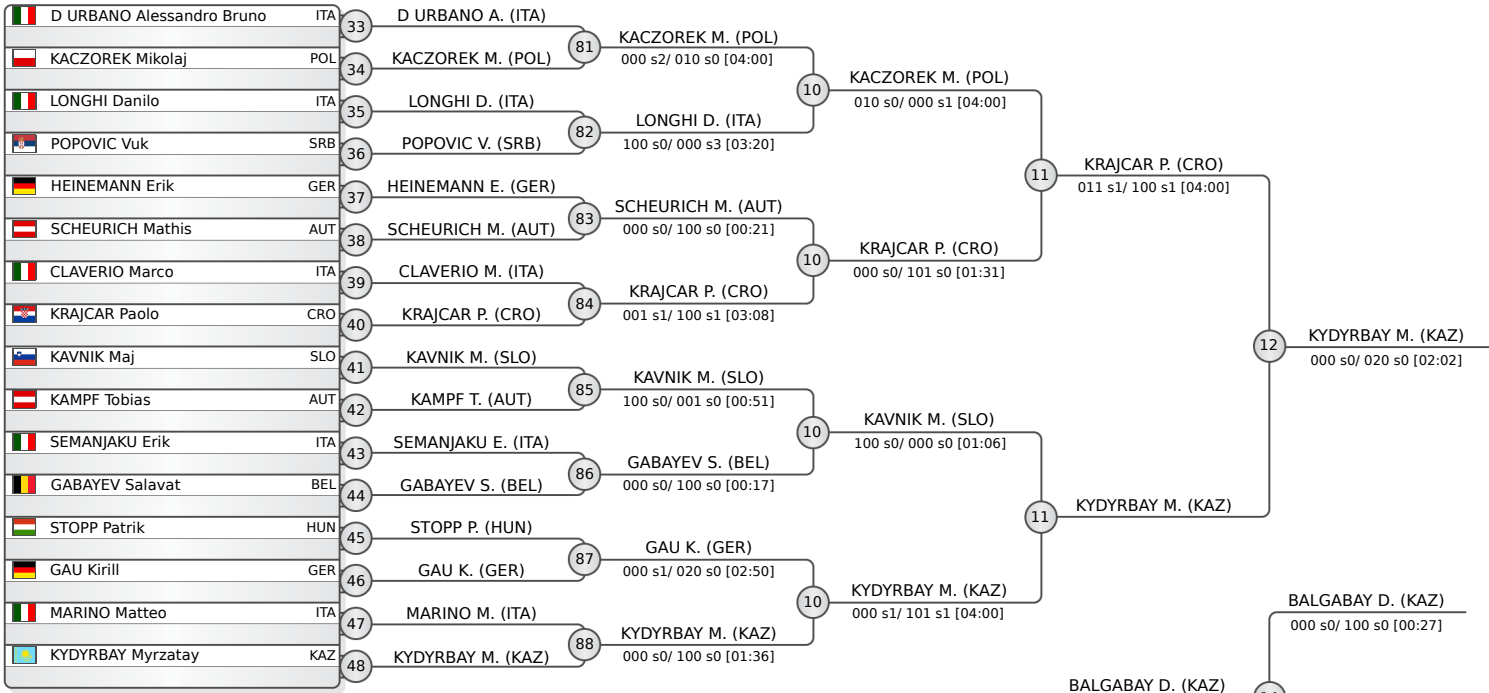 D URBANO Alessandro Bruno ITA
KACZOREK Mikolaj POL
LONGHI Danilo ITA
POPOVIC Vuk SRB
HEINEMANN Erik GER
SCHEURICH Mathis AUT
CLAVERIO Marco ITA
KRAJCAR Paolo CRO
KAVNIK Maj SLO
KAMPF Tobias AUT
SEMANJAKU Erik ITA
GABAYEV Salavat BEL
STOPP Patrik HUN
GAU Kirill GER
MARINO Matteo ITA
KYDYRBAY Myrzatay KAZ
33 D URBANO A. (ITA)
34 KACZOREK M. (POL)
35 LONGHI D. (ITA)
36 POPOVIC V. (SRB)
37 HEINEMANN E. (GER)
38 SCHEURICH M. (AUT)
39 CLAVERIO M. (ITA)
40 KRAJCAR P. (CRO)
41 KAVNIK M. (SLO)
42 KAMPF T. (AUT)
43 SEMANJAKU E. (ITA)
44 GABAYEV S. (BEL)
45 STOPP P. (HUN)
46 GAU K. (GER)
47 MARINO M. (ITA)
48 KYDYRBAY M. (KAZ)
81 KACZOREK M. (POL)
000 s2/ 010 s0 [04:00]
82 LONGHI D. (ITA)
100 s0/ 000 s3 [03:20]
83 SCHEURICH M. (AUT)
000 s0/ 100 s0 [00:21]
84 KRAJCAR P. (CRO)
001 s1/ 100 s1 [03:08]
85 KAVNIK M. (SLO)
100 s0/ 001 s0 [00:51]
86 GABAYEV S. (BEL)
000 s0/ 100 s0 [00:17]
87 GAU K. (GER)
000 s1/ 020 s0 [02:50]
88 KYDYRBAY M. (KAZ)
000 s0/ 100 s0 [01:36]
10 KACZOREK M. (POL)
010 s0/ 000 s1 [04:00]
10 KRAJCAR P. (CRO)
000 s0/ 101 s0 [01:31]
10 KAVNIK M. (SLO)
100 s0/ 000 s0 [01:06]
10 KYDYRBAY M. (KAZ)
000 s1/ 101 s1 [04:00]
11 KRAJCAR P. (CRO)
011 s1/ 100 s1 [04:00]
11 KYDYRBAY M. (KAZ)
12 KYDYRBAY M. (KAZ)
000 s0/ 020 s0 [02:02]
BALGABAY D. (KAZ)
000 s0/ 100 s0 [00:27]
BALGABAY D. (KAZ)